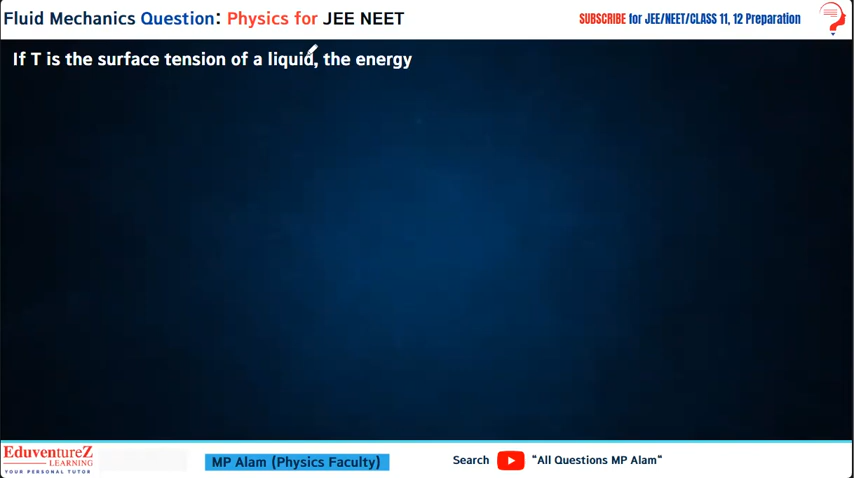 Fluid Mechanics Question: Physics for JEE NEET
SUBSCRIBE for JEE/NEET/CLASS 11, 12 Preparation
If T is the surface tension of a liquid, the energy
EduventureZ
LEARNING
YOUR PERSONAL TUTOR
MP Alam (Physics Faculty)
Search "All Questions MP Alam"